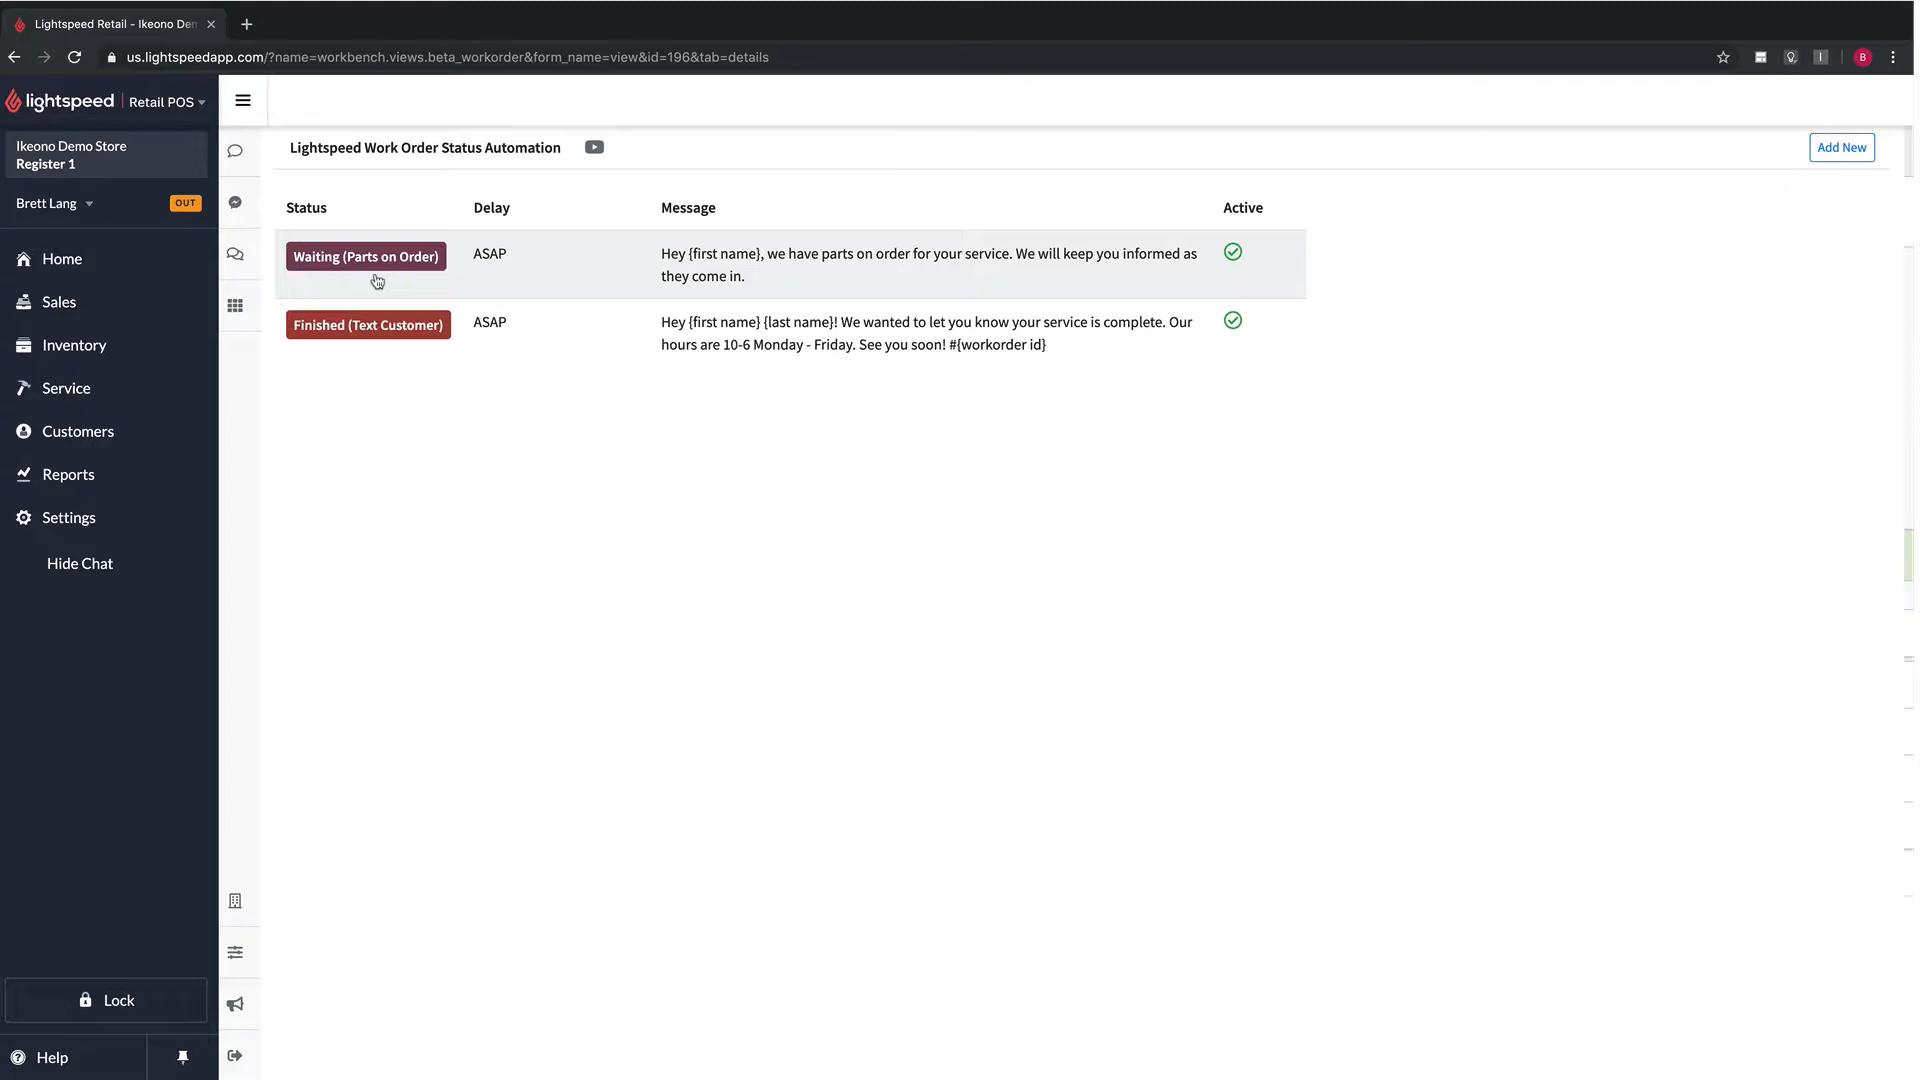 Lightspeed Retail - Ikeono Den
us.lightspeedapp.com/?name=workbench.views.beta_workorder&form_name=view&id=196&tab=details
B
lightspeed | Retail POS
Ikeono Demo Store
Register 1
Brett Lang
OUT
Home
Sales
Inventory
Service
Customers
Reports
Settings
Hide Chat
Lock
Help
Lightspeed Work Order Status Automation
Add New
Status Delay Message Active
Waiting (Parts on Order) ASAP Hey {first name}, we have parts on order for your service. We will keep you informed as
they come in.
Finished (Text Customer) ASAP Hey {first name} {last name}! We wanted to let you know your service is complete. Our
hours are 10-6 Monday - Friday. See you soon! #{workorder id}